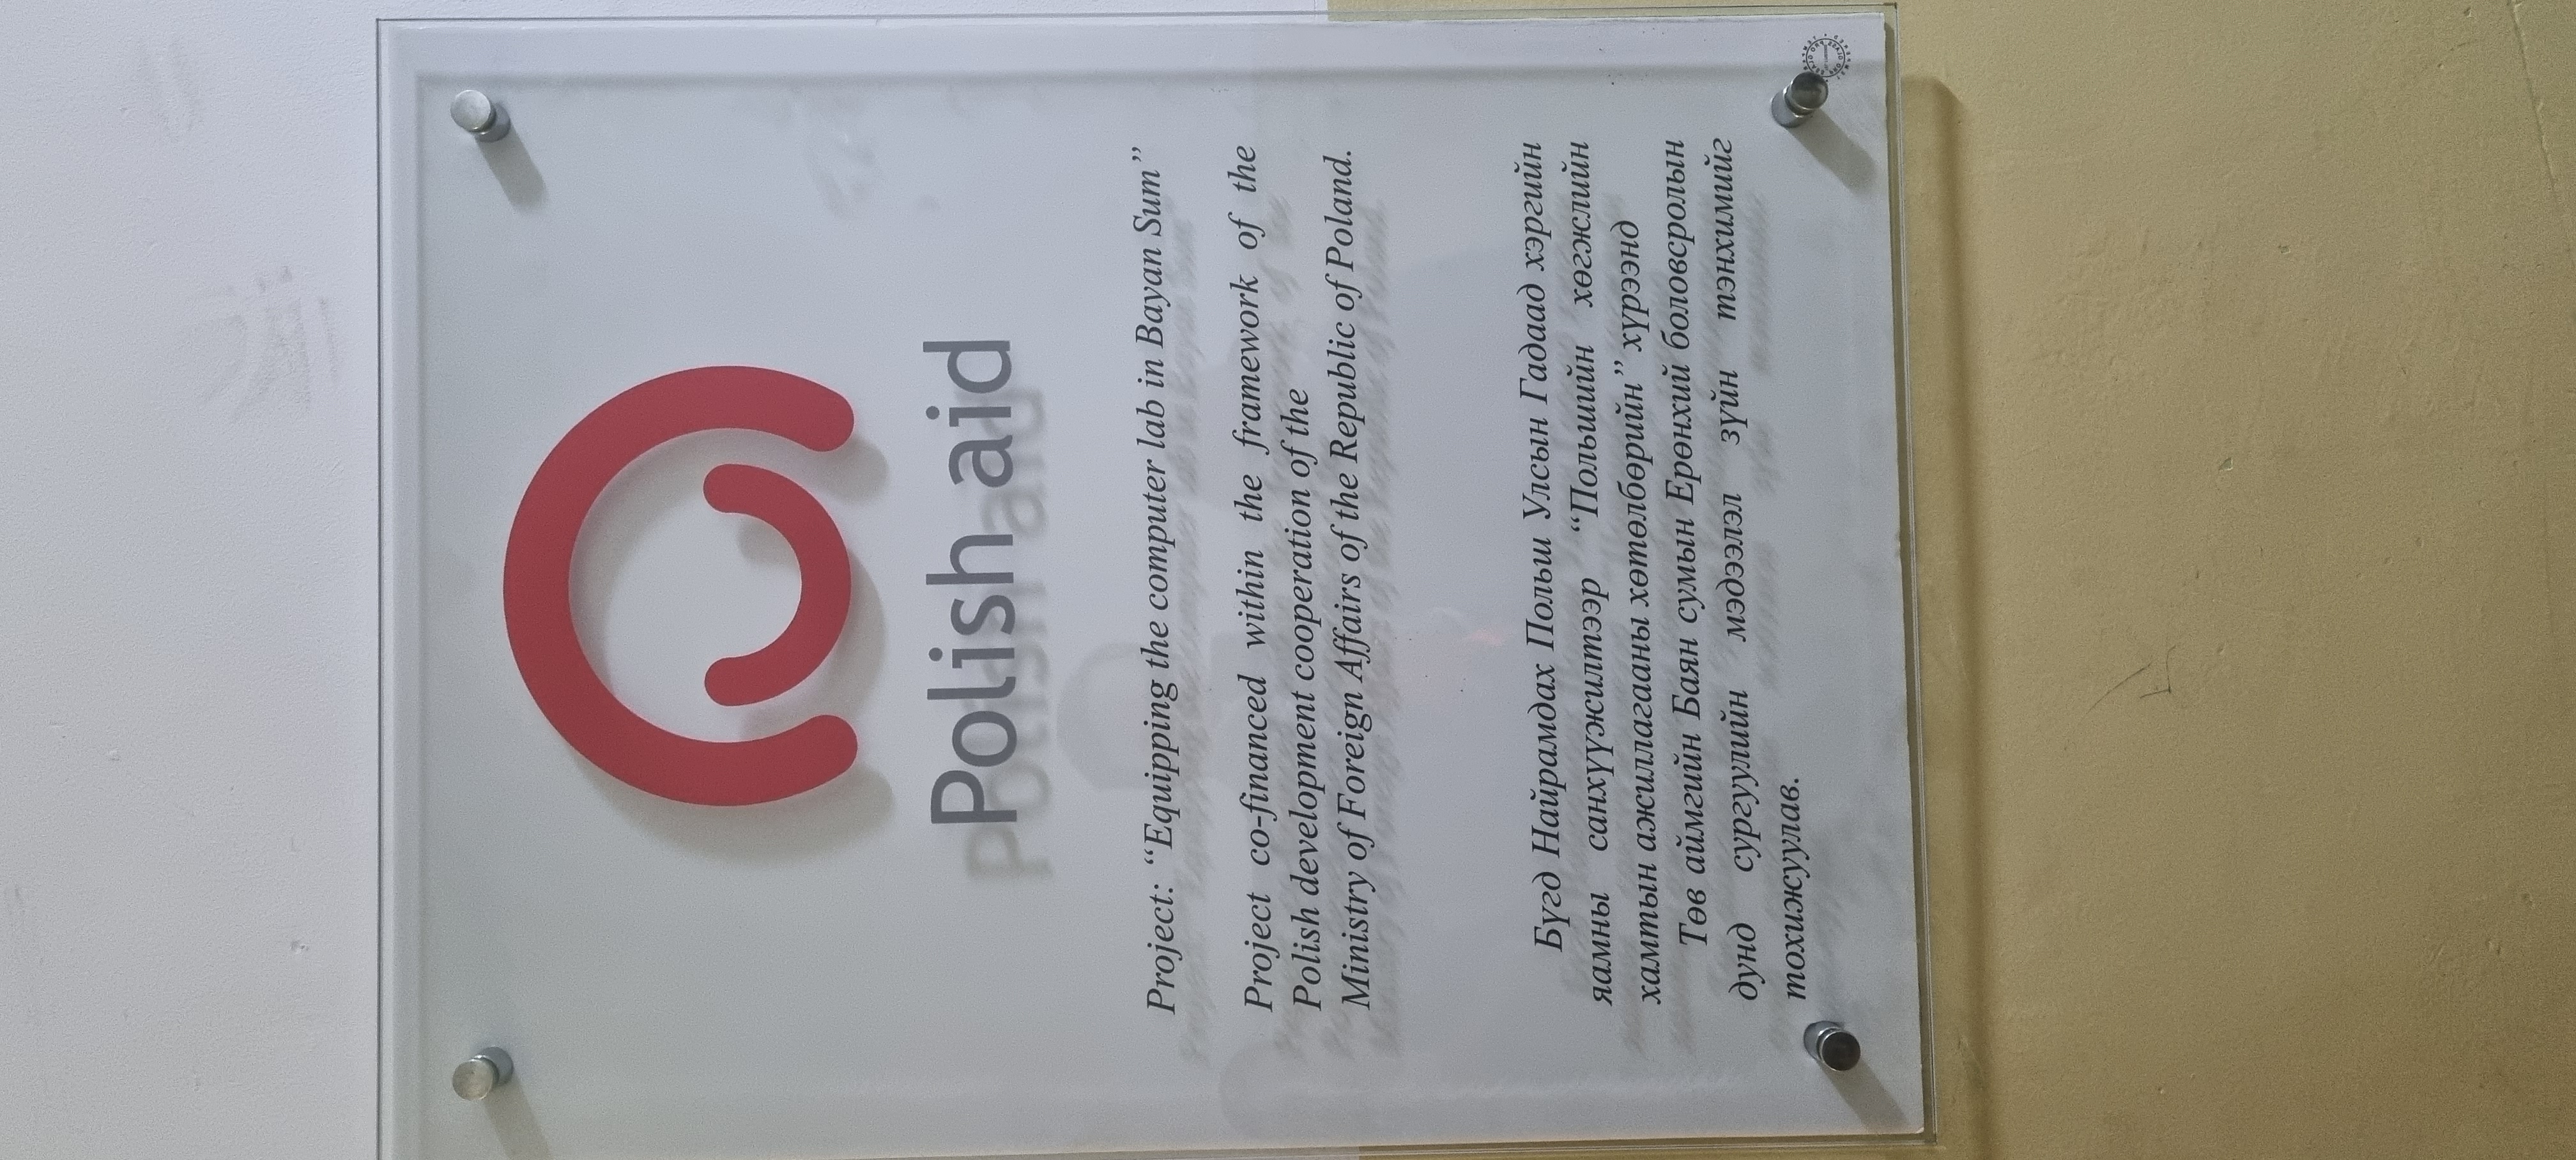 Polish aid
Project: “Equipping the computer lab in Bayan Sum”
Project co-financed within the framework of the
Polish development cooperation of the
Ministry of Foreign Affairs of the Republic of Poland.
Бүгд Найрамдах Польш Улсын Гадаад хэргийн
яамны санхүүжилтээр “Польшийн хөгжлийн
хамтын ажиллагааны хөтөлбөрийн” хүрээнд
Төв аймгийн Баян сумын Ерөнхий боловсролын
дунд сургуулийн мэдээлэл зүйн тэнхимийг
тохижуулав.